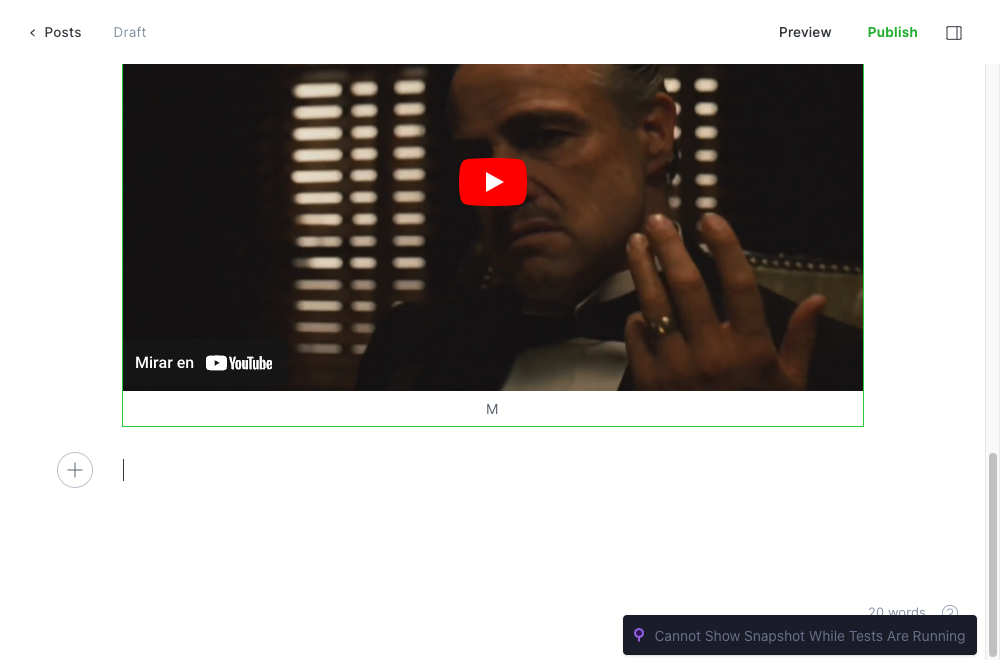 Posts
Draft
Preview
Publish
Mirar en YouTube
M
20 words
Cannot Show Snapshot While Tests Are Running